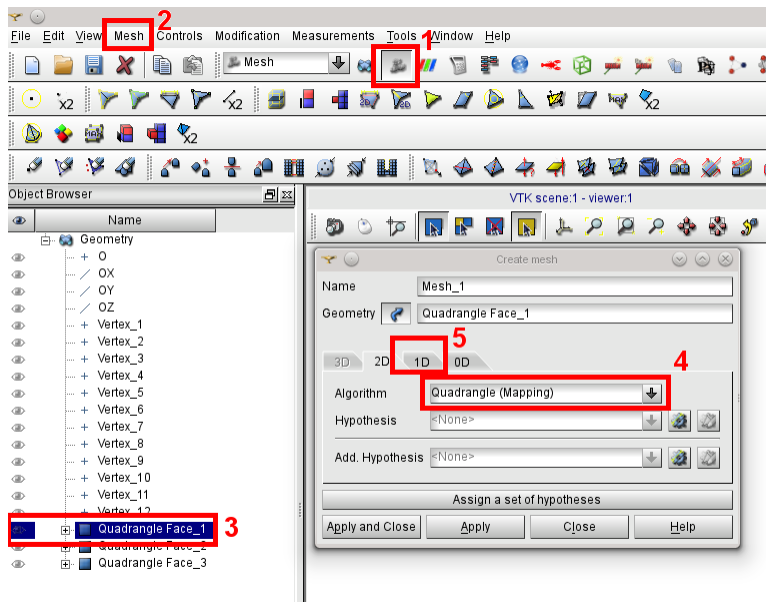 2
File Edit View Mesh Controls Modification Measurements Tools Window Help
1
Mesh
x2 x2 2D 2D x2
x2
Object Browser
VTK scene:1 - viewer:1
Name
Geometry
O
OX
OY
OZ
Vertex_1
Vertex_2
Vertex_3
Vertex_4
Vertex_5
Vertex_6
Vertex_7
Vertex_8
Vertex_9
Vertex_10
Vertex_11
Vertex_12
Quadrangle Face_1
3
Quadrangle Face_2
Quadrangle Face_3
Create mesh
Name Mesh_1
Geometry Quadrangle Face_1
5
3D 2D 1D 0D
4
Algorithm Quadrangle (Mapping)
Hypothesis <None>
Add. Hypothesis <None>
Assign a set of hypotheses
Apply and Close Apply Close Help